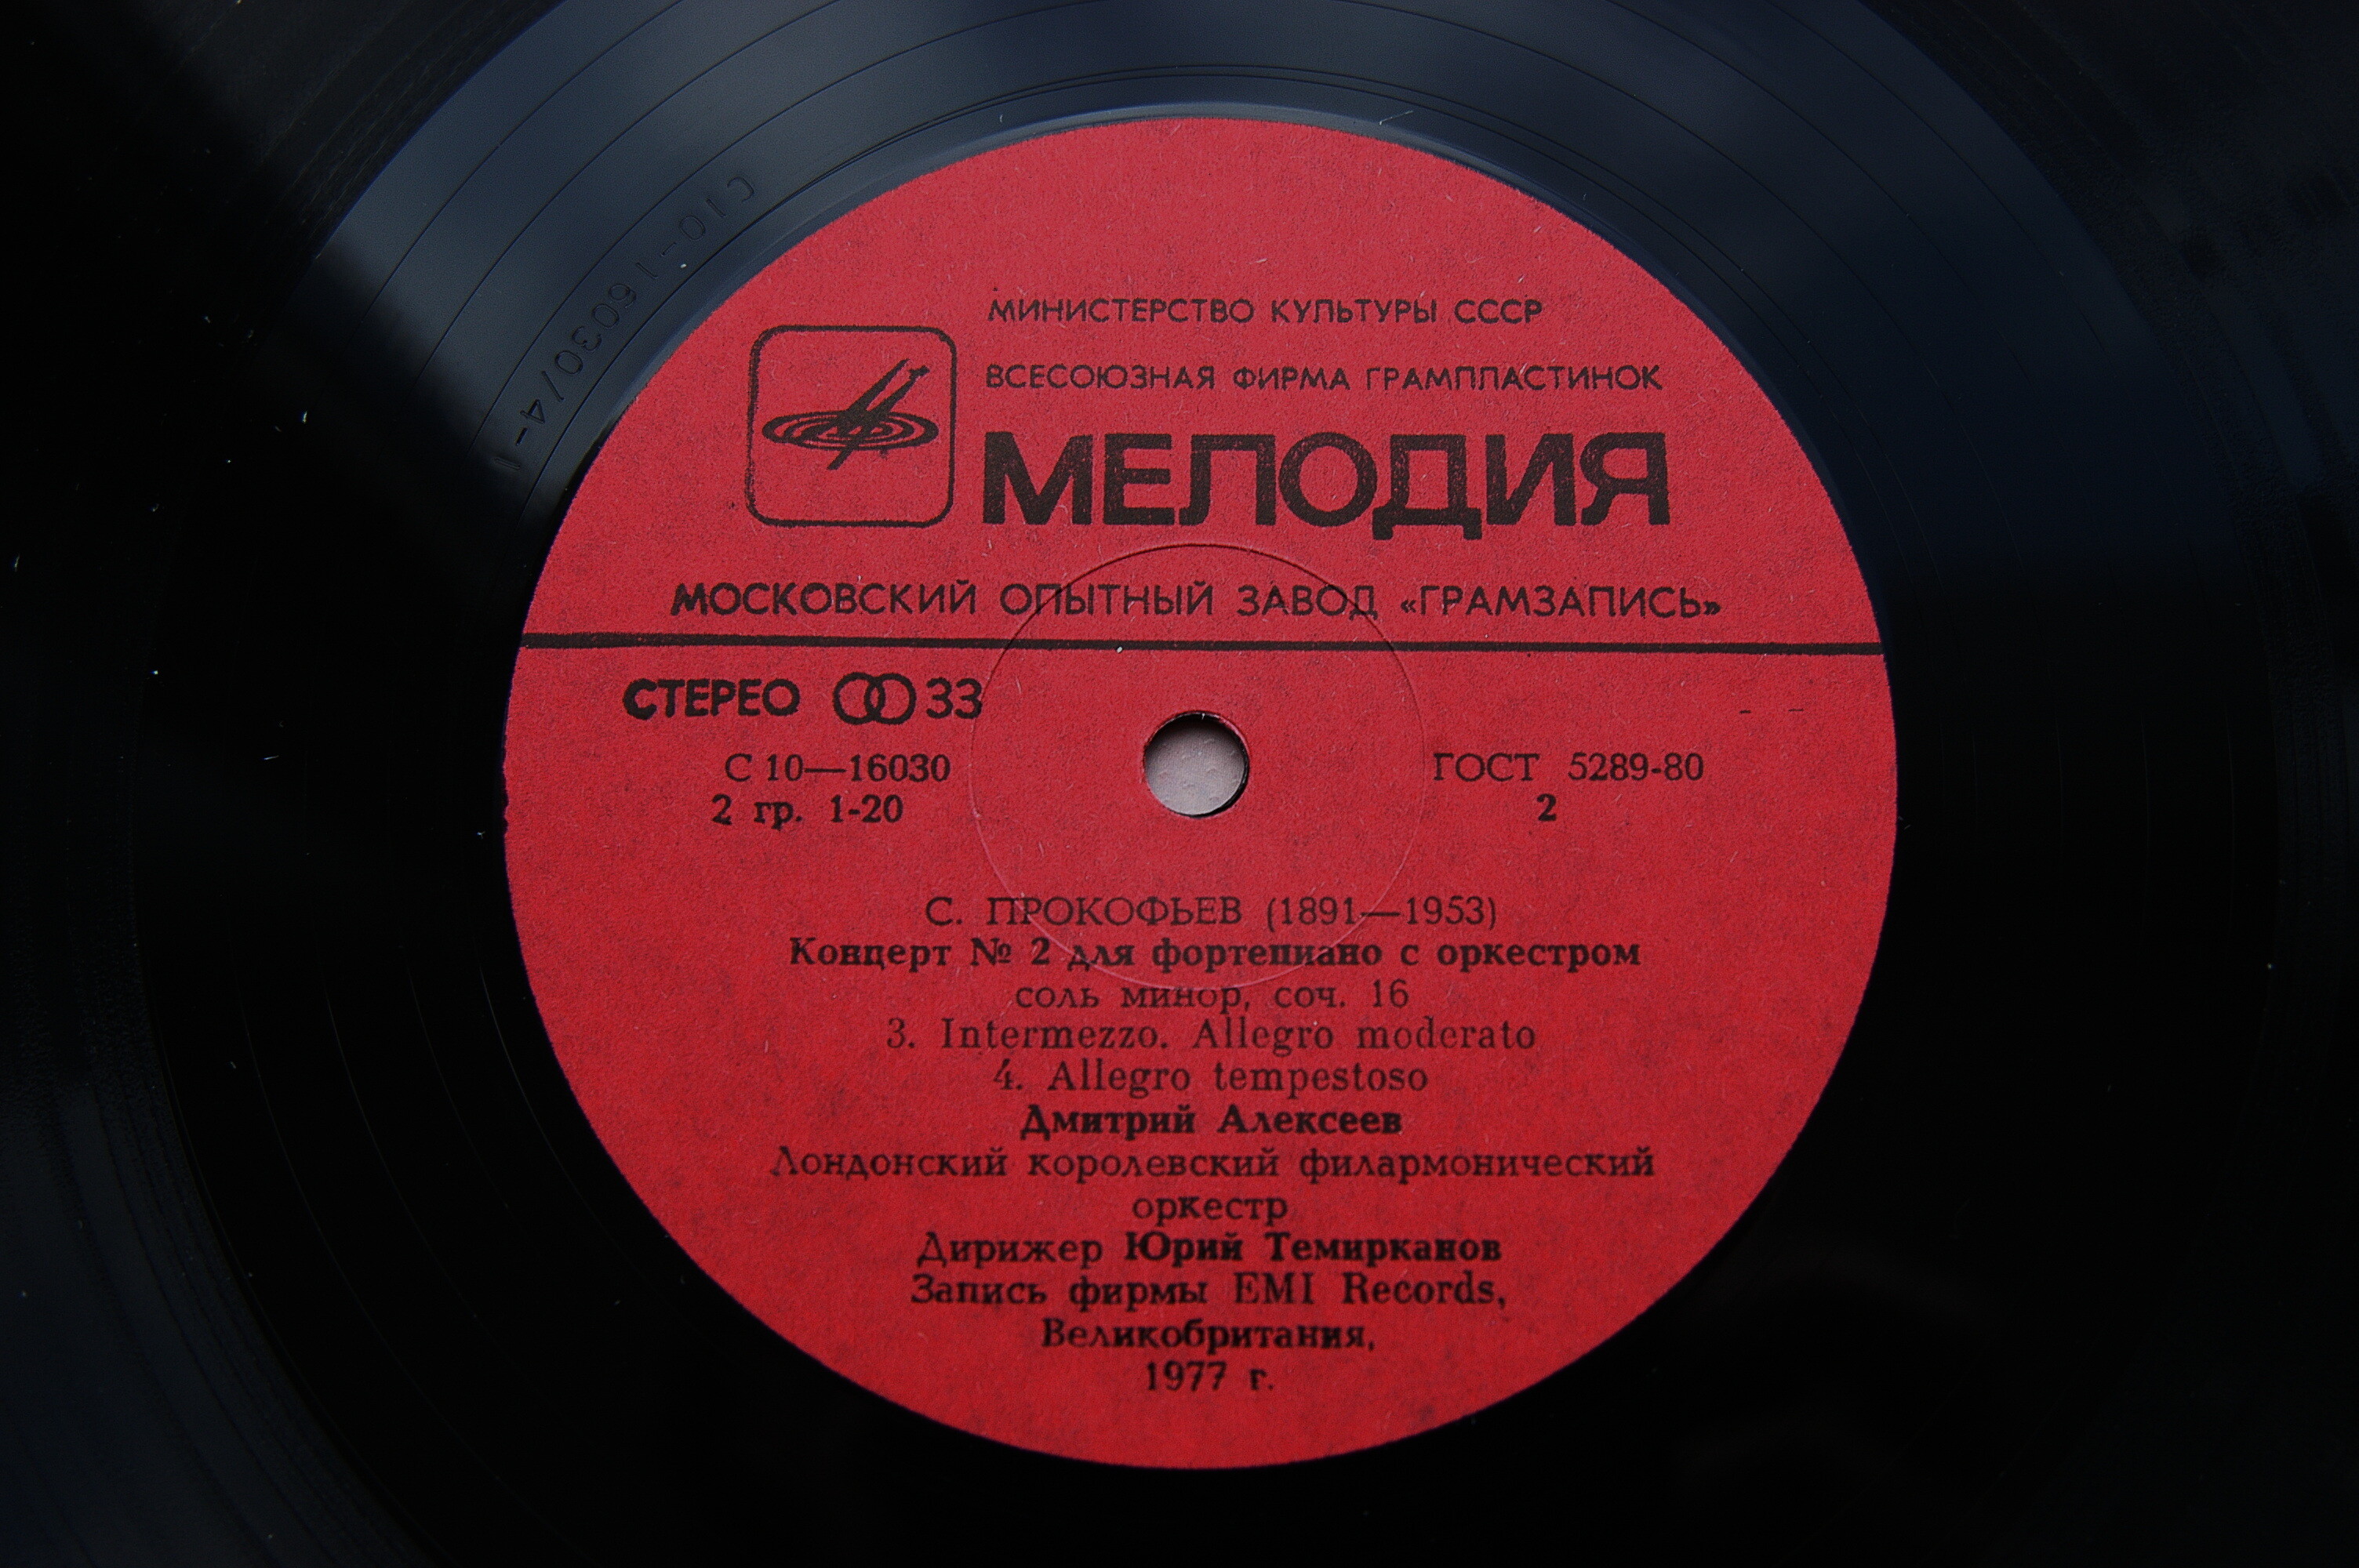 С10-16030/4-1
МИНИСТЕРСТВО КУЛЬТУРЫ СССР
ВСЕСОЮЗНАЯ ФИРМА ГРАМПЛАСТИНОК
МЕЛОДИЯ
МОСКОВСКИЙ ОПЫТНЫЙ ЗАВОД «ГРАМЗАПИСЬ»
СТЕРЕО 33
С 10—16030 ГОСТ 5289-80
2 гр. 1-20 2
С. ПРОКОФЬЕВ (1891—1953)
Концерт № 2 для фортепиано с оркестром
соль минор, соч. 16
3. Intermezzo. Allegro moderato
4. Allegro tempestoso
Дмитрий Алексеев
Лондонский королевский филармонический
оркестр
Дирижер Юрий Темирканов
Запись фирмы EMI Records,
Великобритания,
1977 г.